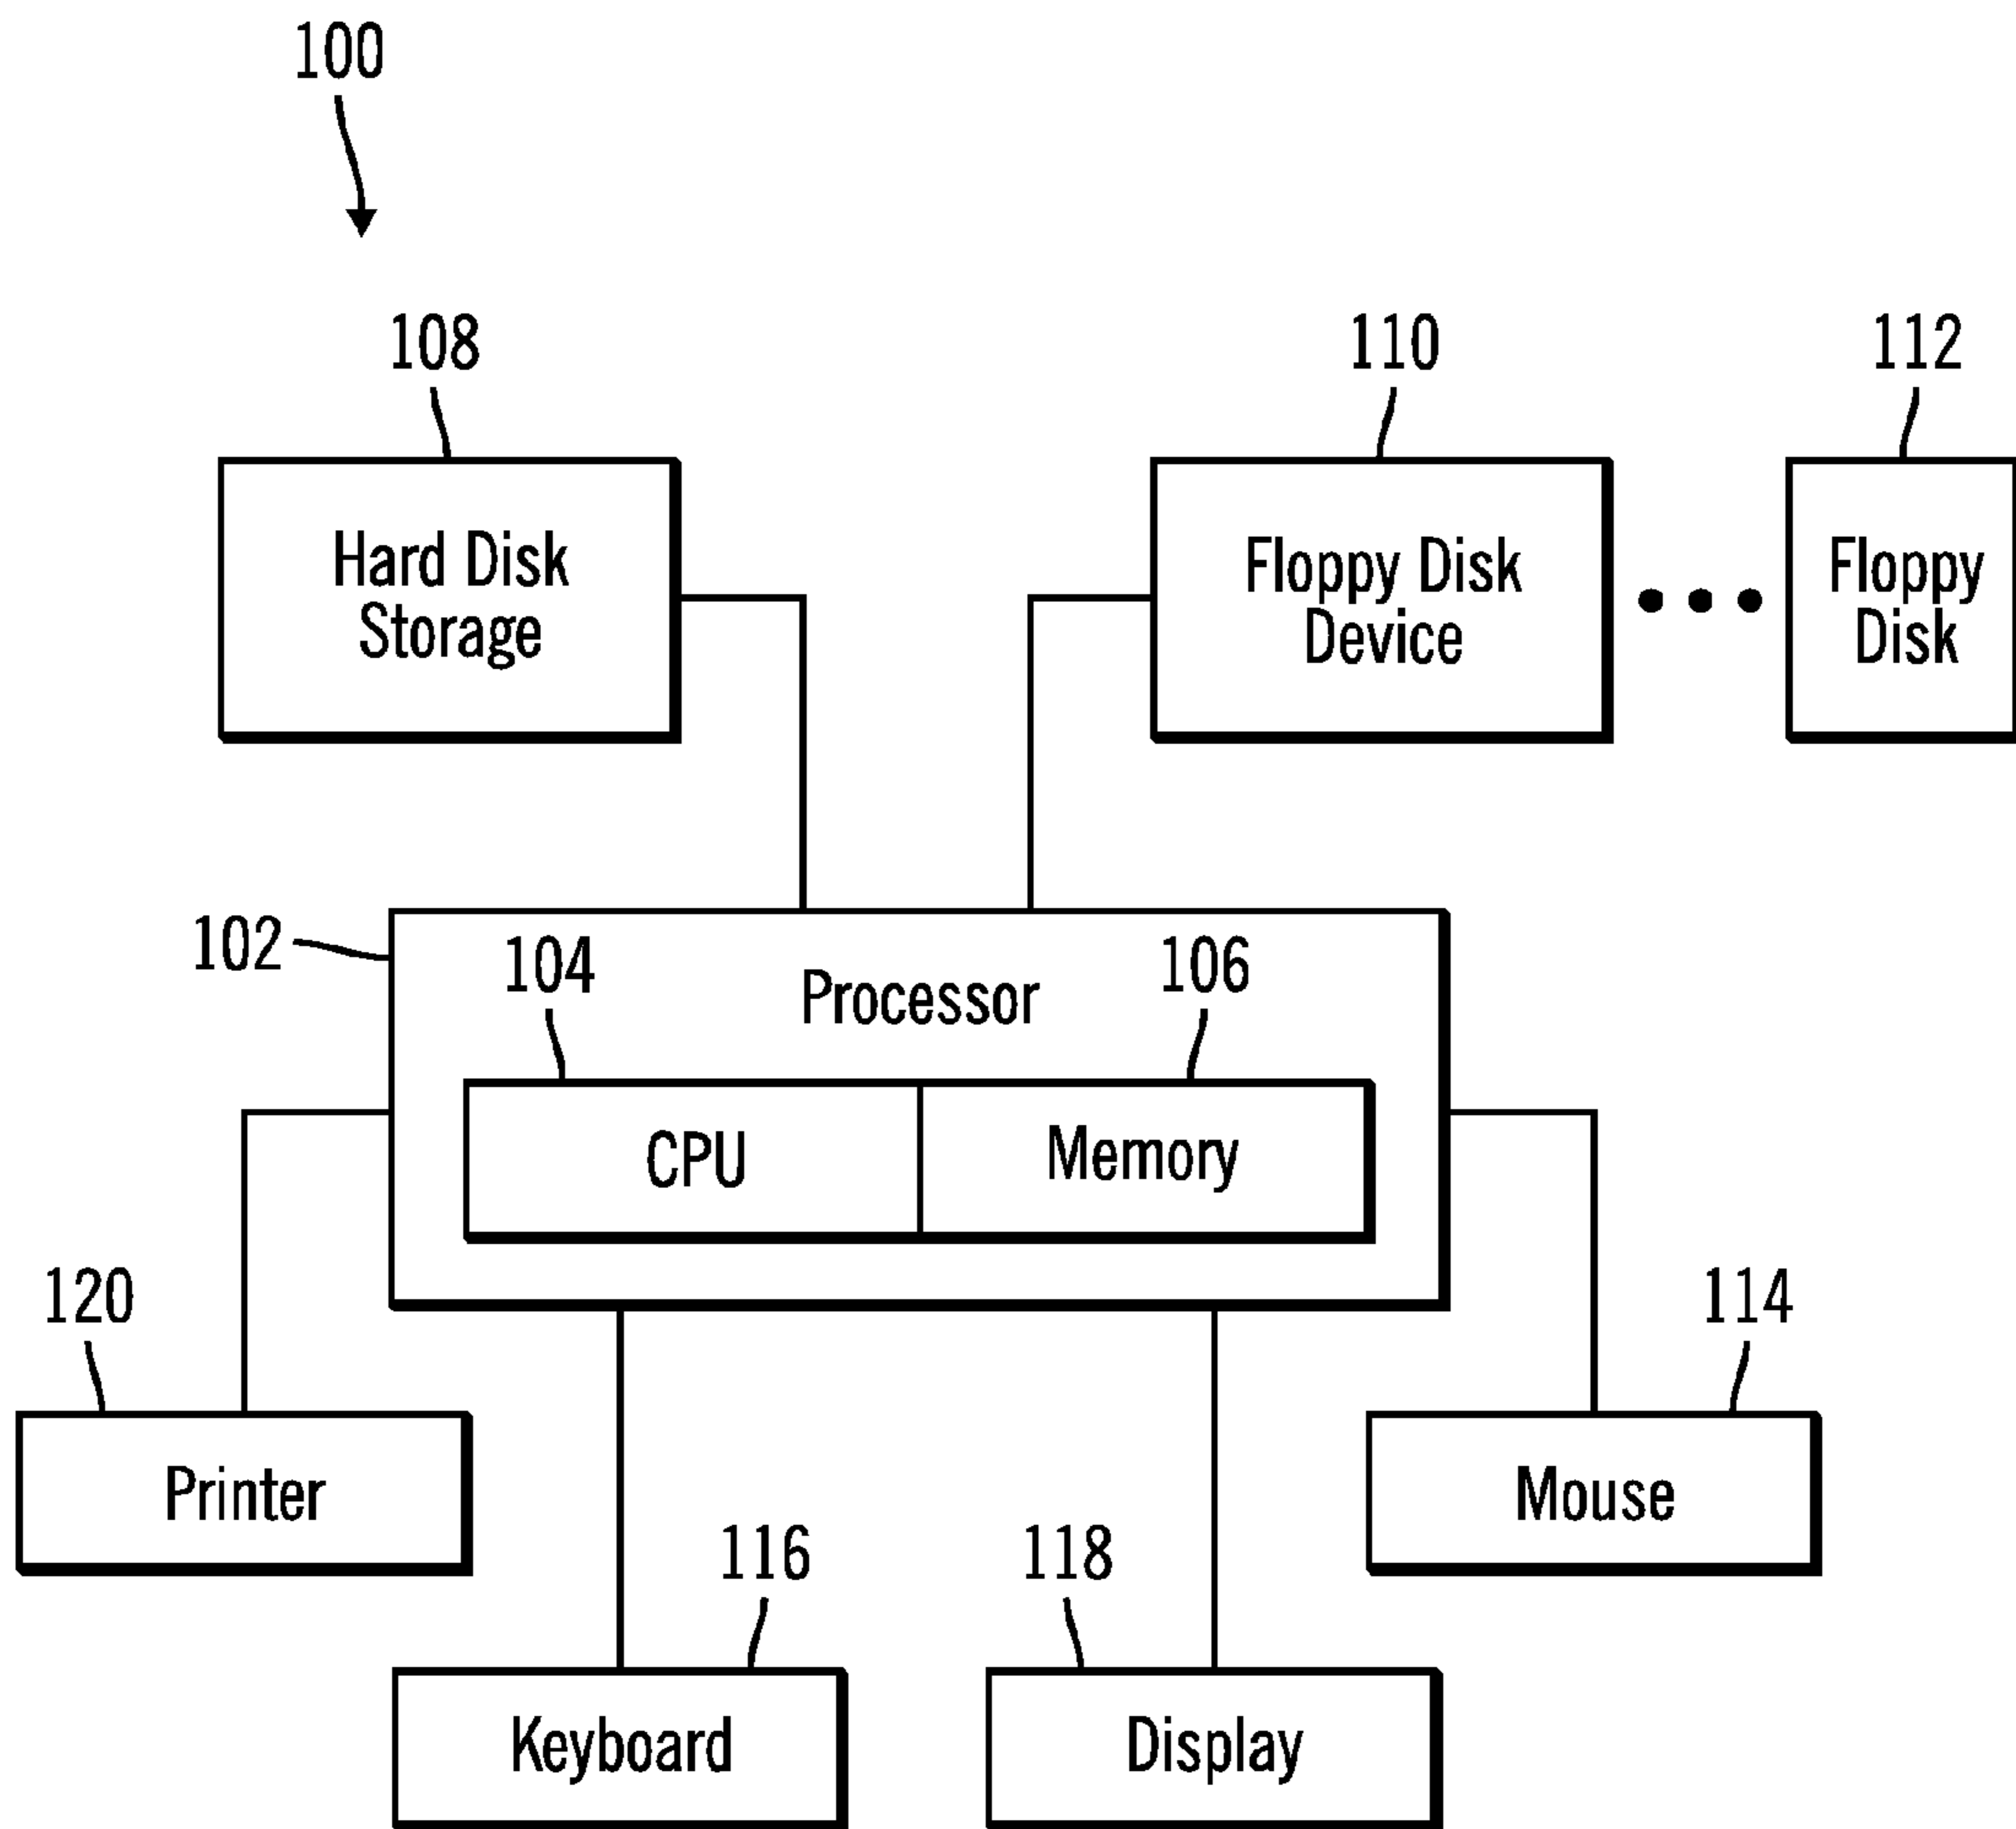 100
108
110
112
Hard Disk
Storage
Floppy Disk
Device
Floppy
Disk
102
104
Processor
106
CPU
Memory
120
114
Printer
Mouse
116
118
Keyboard
Display